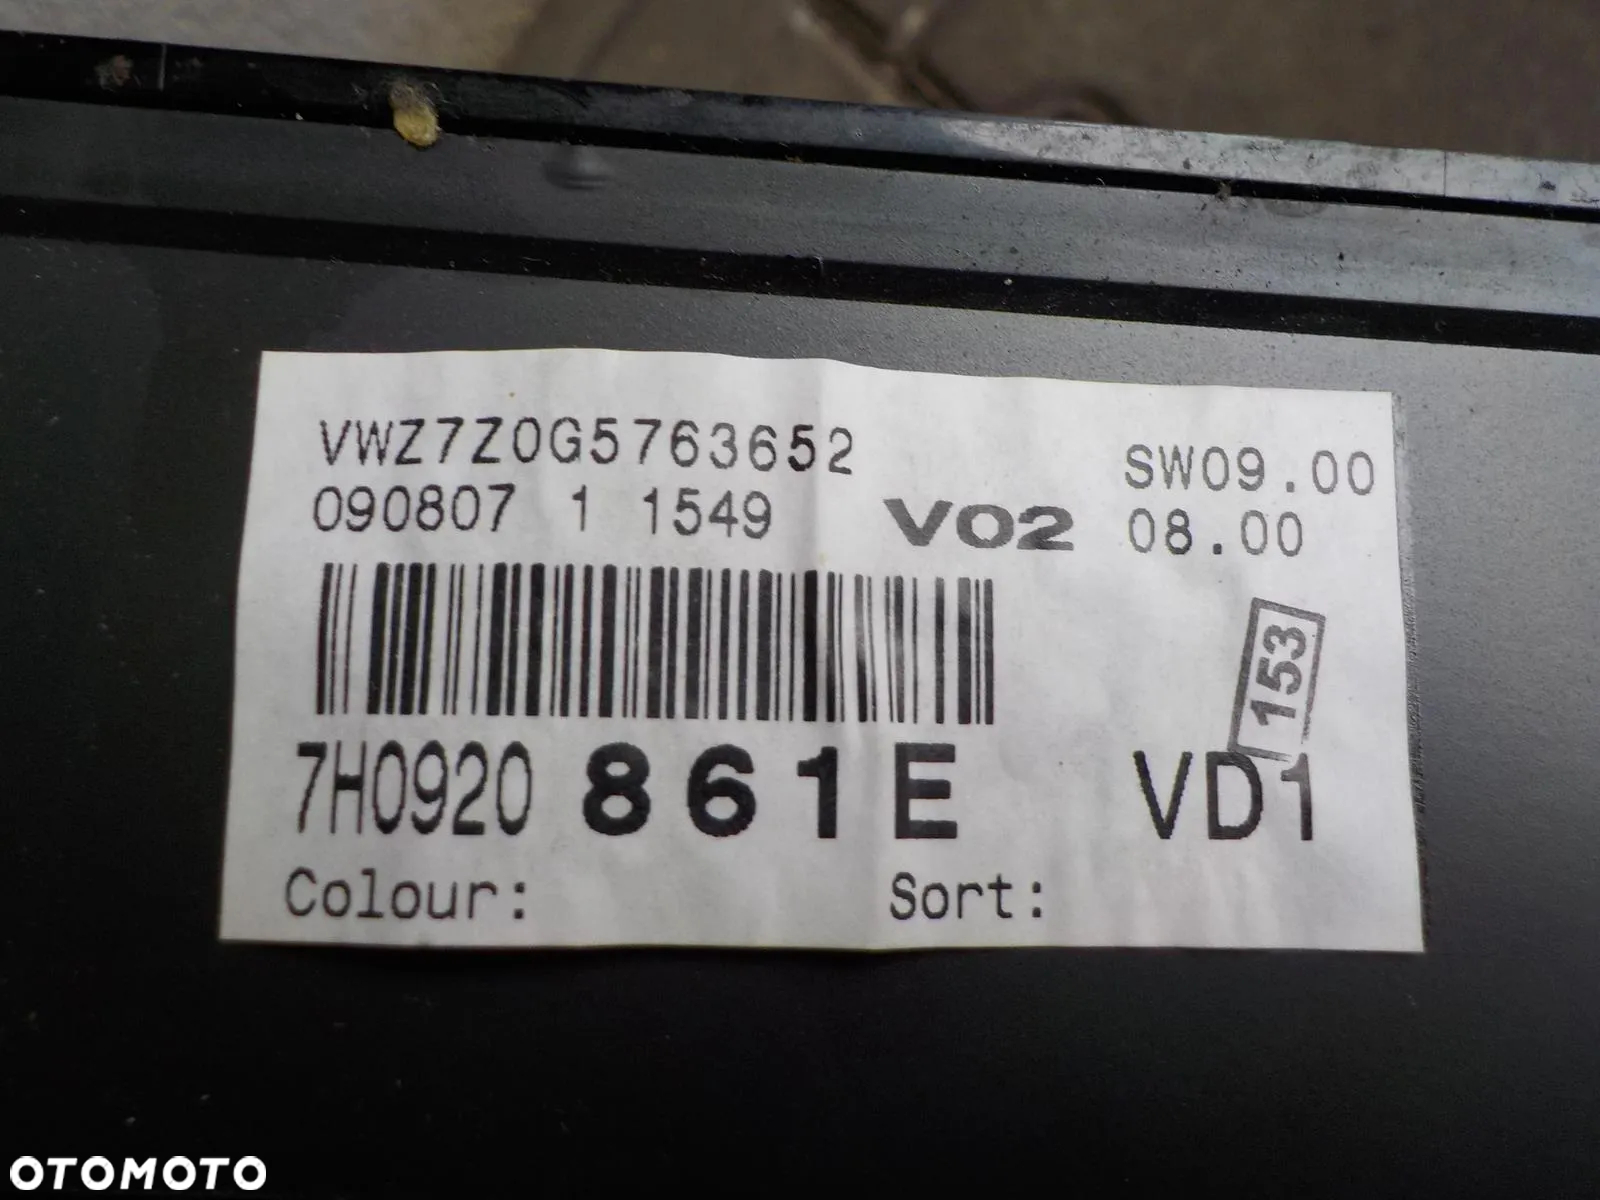 VWZ7Z0G5763652
090807 1 1549 V02
SW09.00
08.00
153
7H0920 861E VD1
Colour: Sort:
OTOMOTO